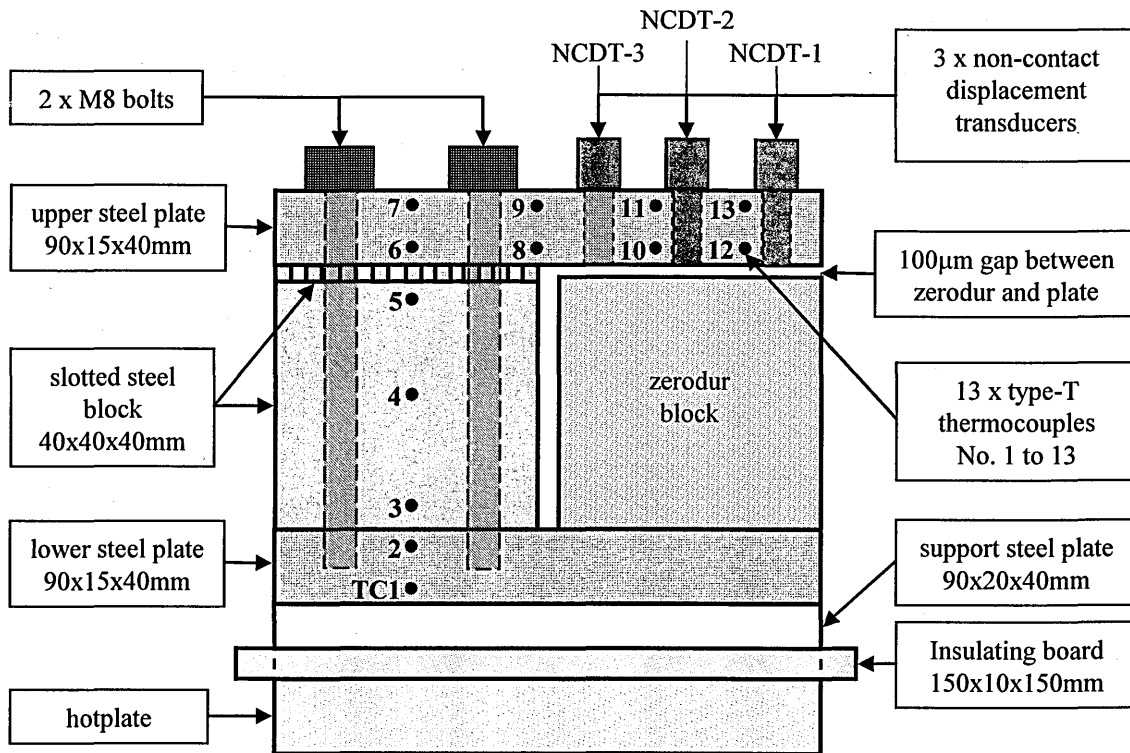 NCDT-2
NCDT-3
NCDT-1
2 x M8 bolts
3 x non-contact
displacement
transducers
upper steel plate
90x15x40mm
7
9
11
13
6
8
10
12
100μm gap between
zerodur and plate
5
slotted steel
block
40x40x40mm
4
zerodur
block
13 x type-T
thermocouples
No. 1 to 13
3
lower steel plate
90x15x40mm
2
TC1
support steel plate
90x20x40mm
Insulating board
150x10x150mm
hotplate